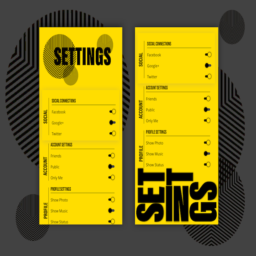 SETTINGS
SOCIAL CONNECTIONS
SOCIAL
Facebook
Google+
Twitter
ACCOUNT SETTINGS
ACCOUNT
Friends
Public
Only Me
PROFILE SETTINGS
PROFILE
Show Photo
Show Music
Show Status
SOCIAL CONNECTIONS
SOCIAL
Facebook
Google+
Twitter
ACCOUNT SETTINGS
ACCOUNT
Friends
Public
Only Me
PROFILE SETTINGS
PROFILE
Show Photo
Show Music
Show Status
SET
TIN
GS